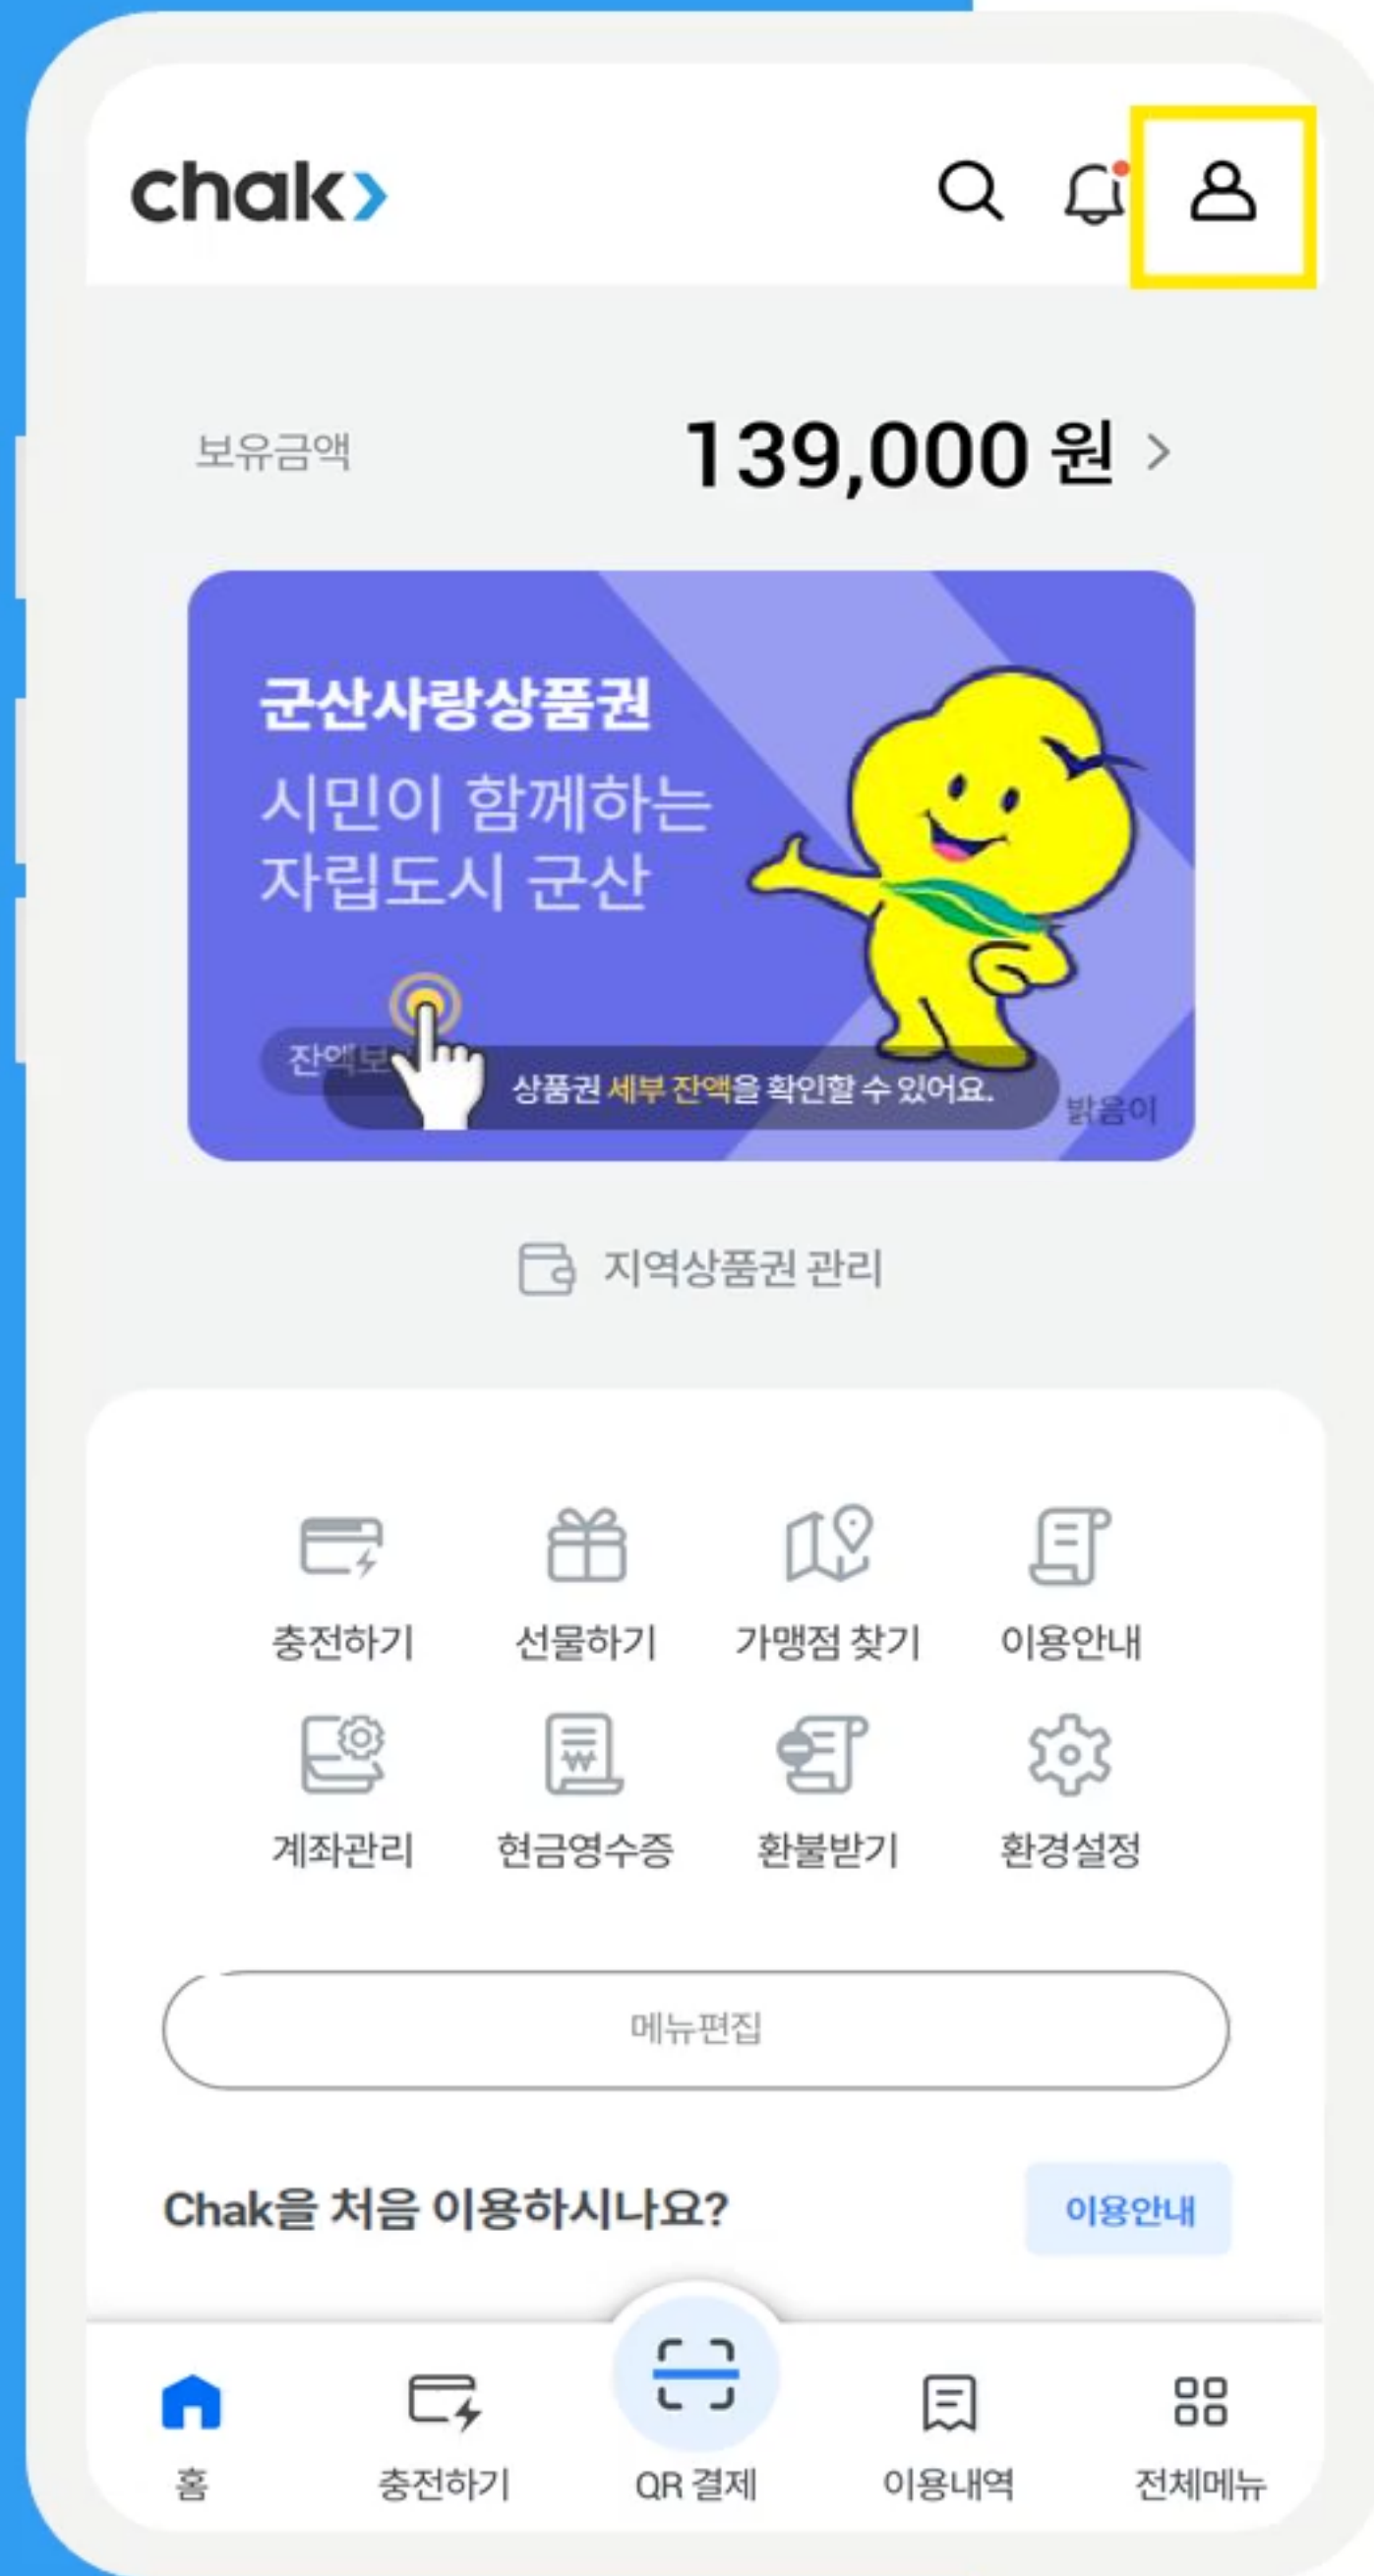 chak
보유금액 139,000 원
군산사랑상품권
시민이 함께하는
자립도시 군산
잔액보
상품권 세부 잔액을 확인할 수 있어요.
밝음이
지역상품권 관리
충전하기 선물하기 가맹점 찾기 이용안내
계좌관리 현금영수증 환불받기 환경설정
메뉴편집
Chak을 처음 이용하시나요? 이용안내
홈 충전하기 QR 결제 이용내역 전체메뉴